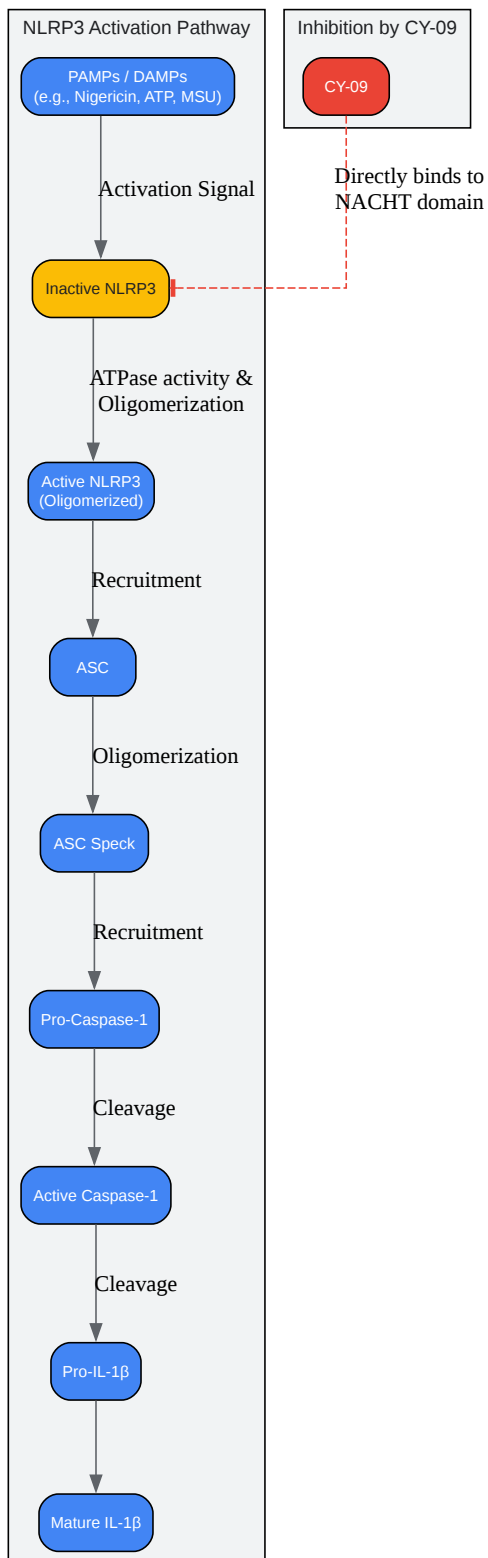 NLRP3 Activation Pathway
Inhibition by CY-09
PAMPs / DAMPs
(e.g., Nigericin, ATP, MSU)
CY-09
Activation Signal
Directly binds to
NACHT domain
Inactive NLRP3
ATPase activity &
Oligomerization
Active NLRP3
(Oligomerized)
Recruitment
ASC
Oligomerization
ASC Speck
Recruitment
Pro-Caspase-1
Cleavage
Active Caspase-1
Cleavage
Pro-IL-1β
Mature IL-1β